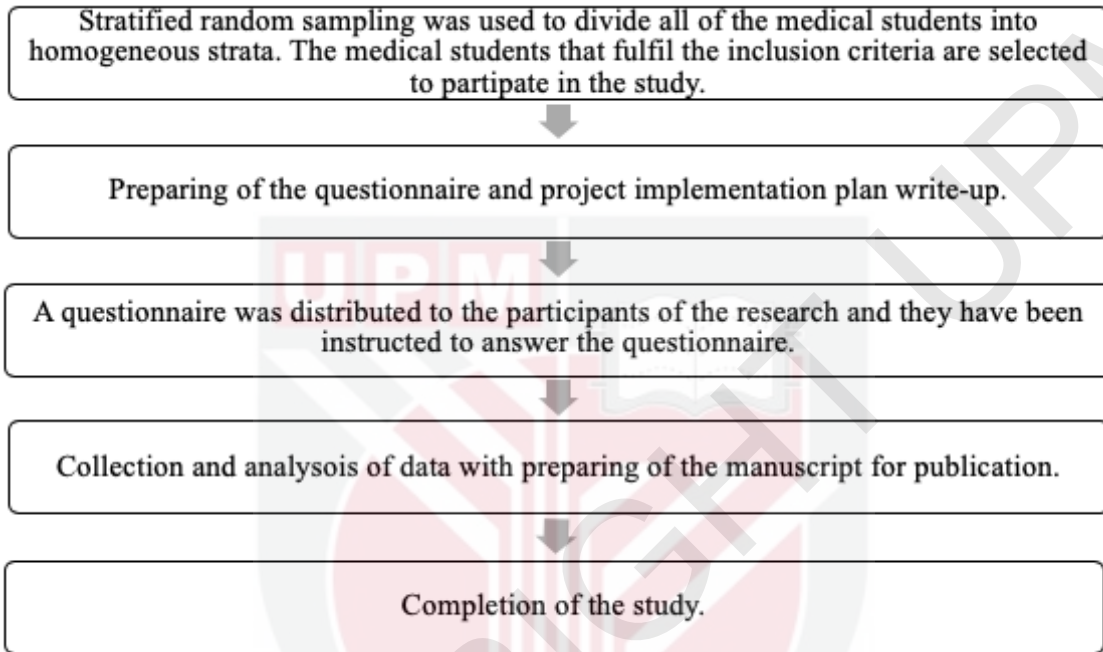 Stratified random sampling was used to divide all of the medical students into
homogeneous strata. The medical students that fulfil the inclusion criteria are selected
to partipate in the study.
Preparing of the questionnaire and project implementation plan write-up.
UPM
A questionnaire was distributed to the participants of the research and they have been
instructed to answer the questionnaire.
Collection and analysois of data with preparing of the manuscript for publication.
Completion of the study.
RIGHT UPM